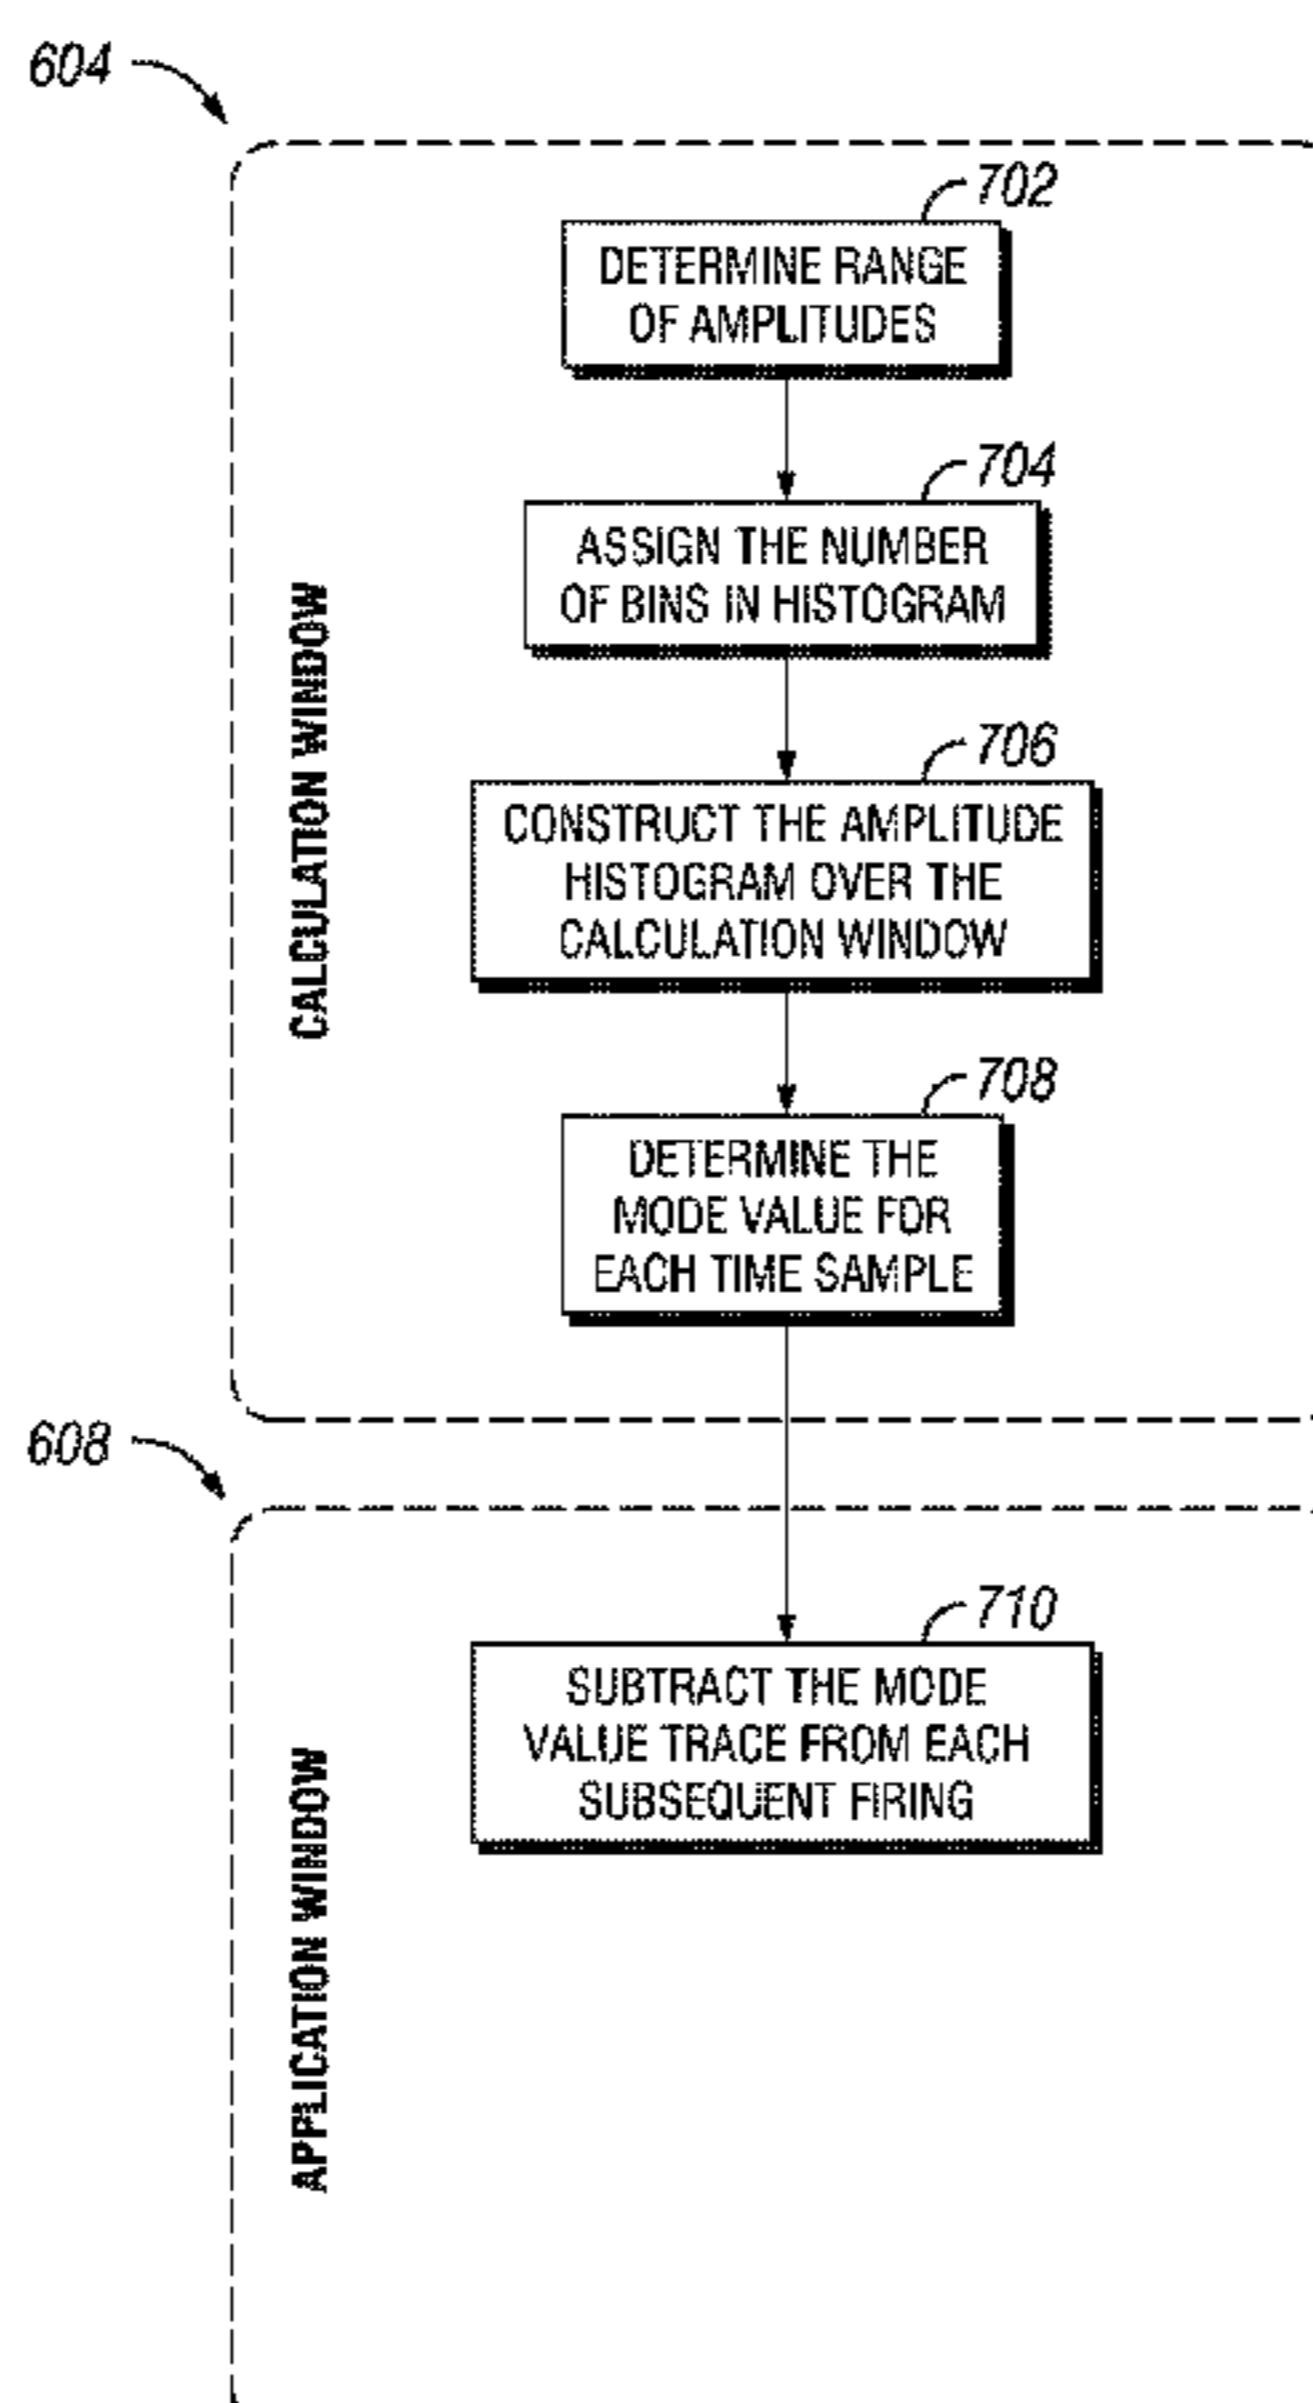 604
702
DETERMINE RANGE
OF AMPLITUDES
704
ASSIGN THE NUMBER
OF BINS IN HISTOGRAM
706
CONSTRUCT THE AMPLITUDE
HISTOGRAM OVER THE
CALCULATION WINDOW
708
DETERMINE THE
MODE VALUE FOR
EACH TIME SAMPLE
CALCULATION WINDOW
608
710
SUBTRACT THE MODE
VALUE TRACE FROM EACH
SUBSEQUENT FIRING
APPLICATION WINDOW